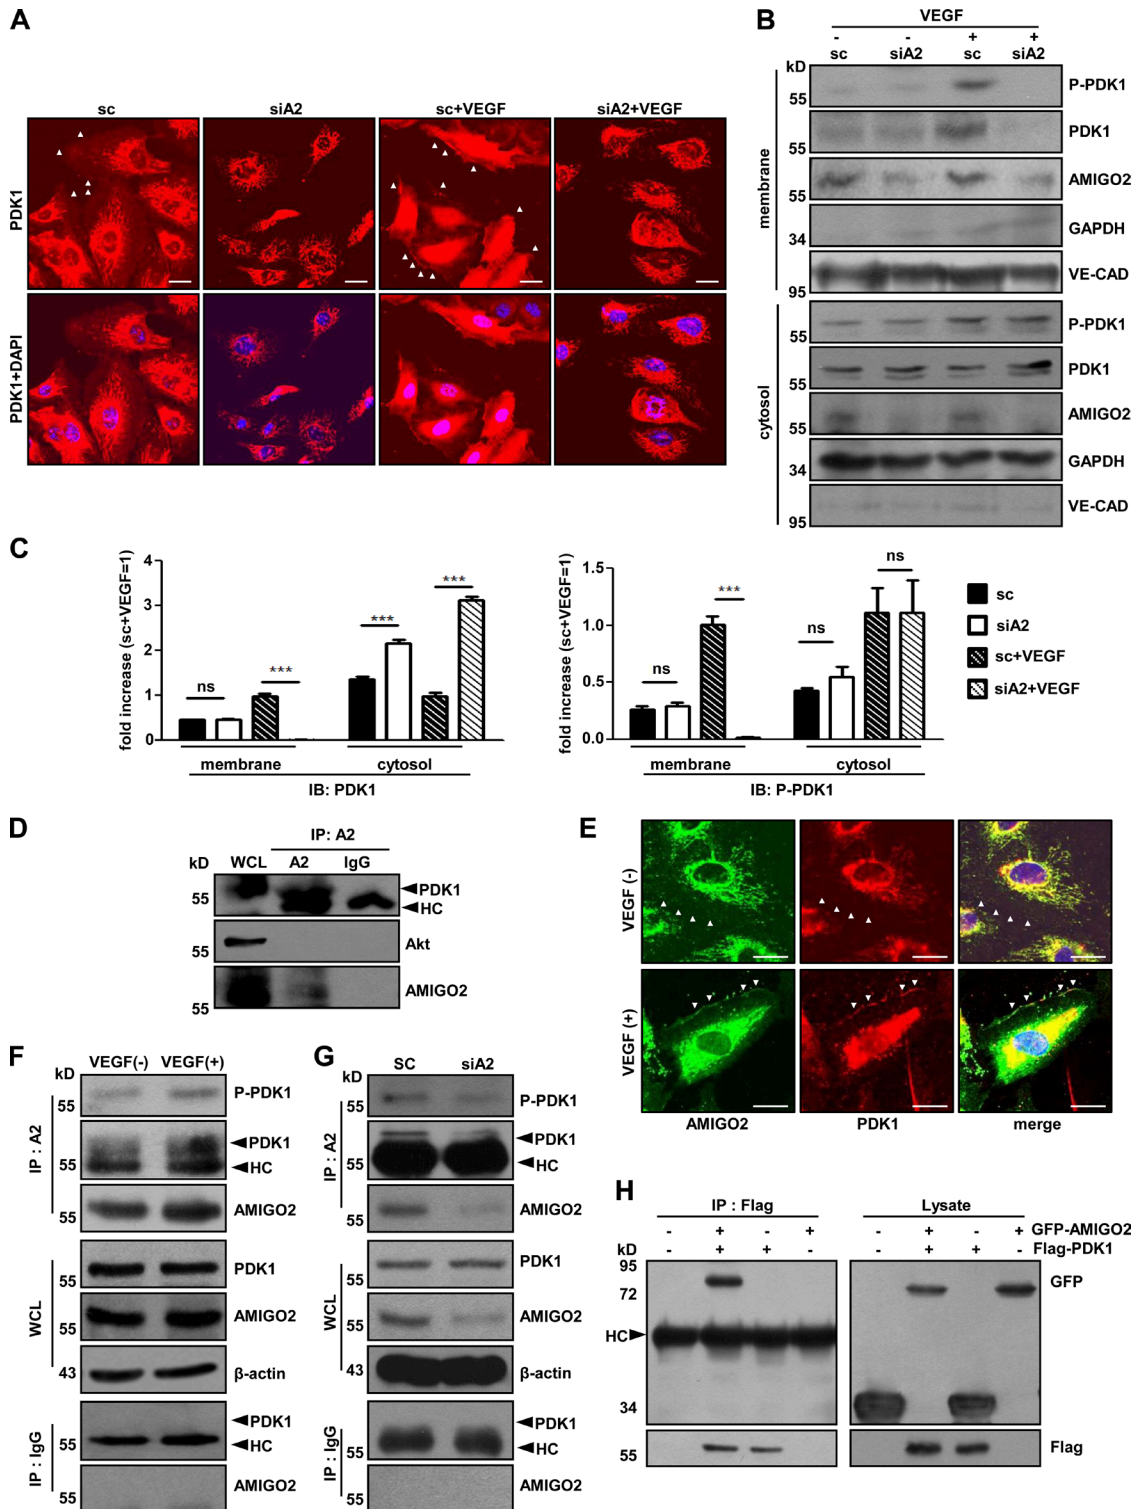 A
sc siA2 sc+VEGF siA2+VEGF
PDK1
PDK1+DAPI
B
VEGF
- - + +
sc siA2 sc siA2
kD
membrane
55 P-PDK1
55 PDK1
55 AMIGO2
34 GAPDH
95 VE-CAD
cytosol
55 P-PDK1
55 PDK1
55 AMIGO2
34 GAPDH
95 VE-CAD
C
fold increase (sc+VEGF=1)
4
3
2
1
0
ns *** *** ***
membrane cytosol
IB: PDK1
fold increase (sc+VEGF=1)
1.5
1.0
0.5
0.0
ns *** ns ns
membrane cytosol
IB: P-PDK1
sc
siA2
sc+VEGF
siA2+VEGF
D
IP: A2
kD WCL A2 IgG
55 PDK1
HC
55 Akt
55 AMIGO2
E
VEGF (-)
VEGF (+)
AMIGO2 PDK1 merge
F
VEGF(-) VEGF(+)
kD
IP : A2
55 P-PDK1
PDK1
55 HC
55 AMIGO2
WCL
55 PDK1
55 AMIGO2
43 β-actin
IP : IgG
PDK1
55 HC
55 AMIGO2
G
SC siA2
kD
IP : A2
55 P-PDK1
PDK1
55 HC
55 AMIGO2
WCL
55 PDK1
55 AMIGO2
43 β-actin
IP : IgG
PDK1
55 HC
55 AMIGO2
H
IP : Flag Lysate
- + - + - + - + GFP-AMIGO2
- + + - - + + - Flag-PDK1
kD
95 GFP
72
HC
34
55 Flag